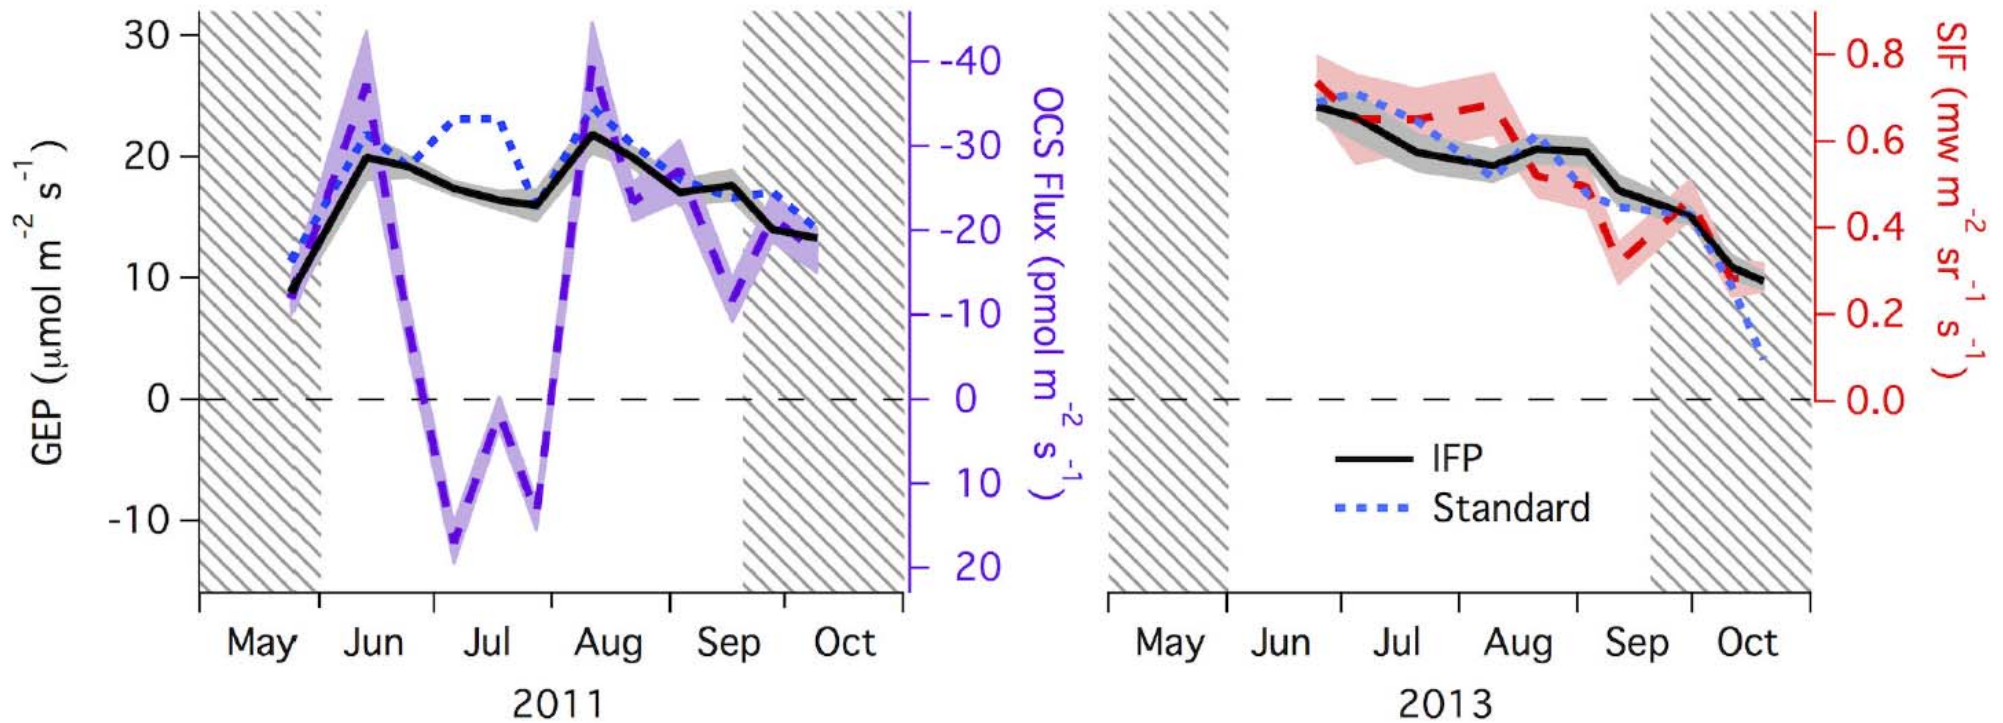 GEP (μmol m⁻² s⁻¹)
30
20
10
0
-10
-40
-30
-20
-10
0
10
20
OCS Flux (pmol m⁻² s⁻¹)
May Jun Jul Aug Sep Oct
2011
IFP
Standard
May Jun Jul Aug Sep Oct
2013
0.8
0.6
0.4
0.2
0.0
SIF (mw m⁻² sr⁻¹ s⁻¹)